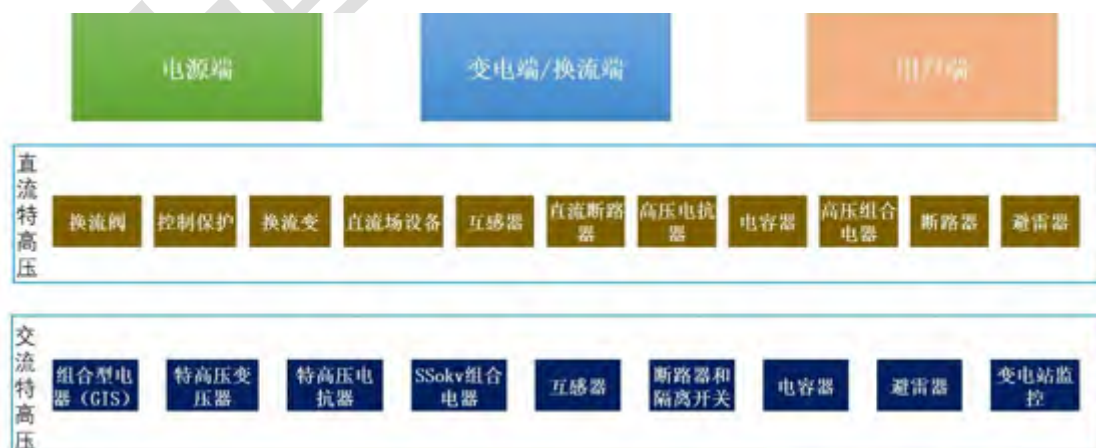 电源端
变电端/换流端
用户端
直流特高压
换流阀
控制保护
换流变
直流场设备
互感器
直流断路
器
高压电抗
器
电容器
高压组合
电器
断路器
避雷器
交流特高压
组合型电
器（GIS）
特高压变
压器
特高压电
抗器
SSokv组合
电器
互感器
断路器和
隔离开关
电容器
避雷器
变电站监
控